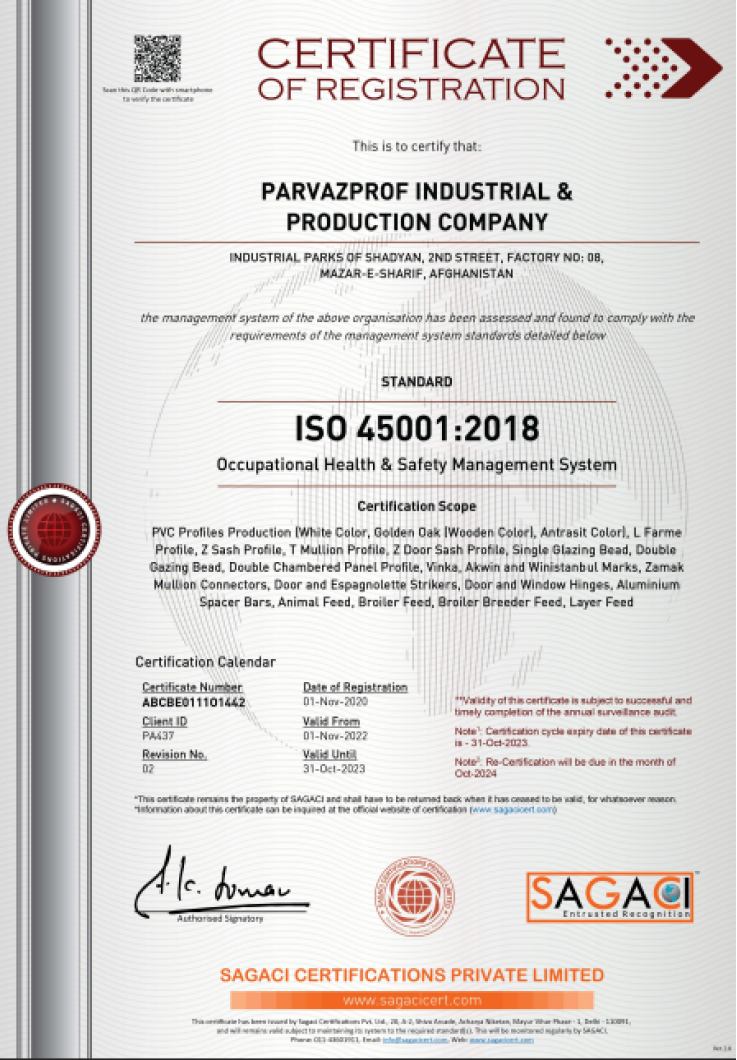 CERTIFICATE
OF REGISTRATION
Scan this QR Code with smartphone
to verify the certificate
This is to certify that:
PARVAZPROF INDUSTRIAL &
PRODUCTION COMPANY
INDUSTRIAL PARKS OF SHADYAN, 2ND STREET, FACTORY NO: 08,
MAZAR-E-SHARIF, AFGHANISTAN
the management system of the above organisation has been assessed and found to comply with the
requirements of the management system standards detailed below
STANDARD
ISO 45001:2018
Occupational Health & Safety Management System
Certification Scope
PVC Profiles Production (White Color, Golden Oak (Wooden Color), Antrasit Color), L Farme
Profile, Z Sash Profile, T Mullion Profile, Z Door Sash Profile, Single Glazing Bead, Double
Gazing Bead, Double Chambered Panel Profile, Vinka, Akwin and Winistanbul Marks, Zamak
Mullion Connectors, Door and Espagnolette Strikers, Door and Window Hinges, Aluminium
Spacer Bars, Animal Feed, Broiler Feed, Broiler Breeder Feed, Layer Feed
Certification Calendar
Certificate Number
ABCBE011101442
Client ID
PA437
Revision No.
02
Date of Registration
01-Nov-2020
Valid From
01-Nov-2022
Valid Until
31-Oct-2023
**Validity of this certificate is subject to successful and
timely completion of the annual surveillance audit.
Note¹: Certification cycle expiry date of this certificate
is - 31-Oct-2023.
Note²: Re-Certification will be due in the month of
Oct-2024
*This certificate remains the property of SAGACI and shall have to be returned back when it has ceased to be valid, for whatsoever reason.
*Information about this certificate can be inquired at the official website of certification (www.sagacicert.com)
Authorised Signatory
SAGACI CERTIFICATIONS PRIVATE LIMITED
SAGACI
Entrusted Recognition
SAGACI CERTIFICATIONS PRIVATE LIMITED
www.sagacicert.com
This certificate has been issued by Sagaci Certifications Pvt. Ltd., 20, A-2, Shiva Arcade, Acharya Niketan, Mayur Vihar Phase - 1, Delhi - 110091,
and will remains valid subject to maintaining its system to the required standard(s). This will be monitored regularly by SAGACI.
Phone: 011-43601911, Email: info@sagacicert.com, Web: www.sagacicert.com